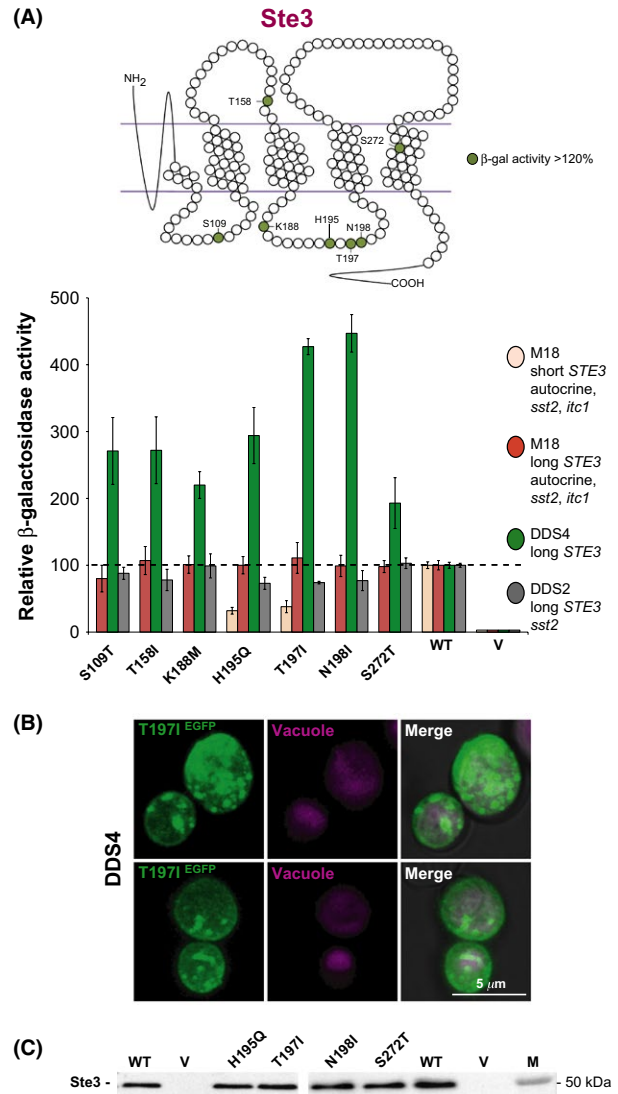 (A)
Ste3
NH2
T158
S272
β-gal activity >120%
S109
K188
H195
N198
T197
COOH
Relative β-galactosidase activity
500
400
300
200
100
0
S109T
T158I
K188M
H195Q
T197I
N198I
S272T
WT
V
M18
short STE3
autocrine,
sst2, itc1
M18
long STE3
autocrine,
sst2, itc1
DDS4
long STE3
DDS2
long STE3
sst2
(B)
DDS4
T197I EGFP
Vacuole
Merge
T197I EGFP
Vacuole
Merge
5 μm
(C)
WT V H195Q T197I N198I S272T WT V M
Ste3 - - 50 kDa